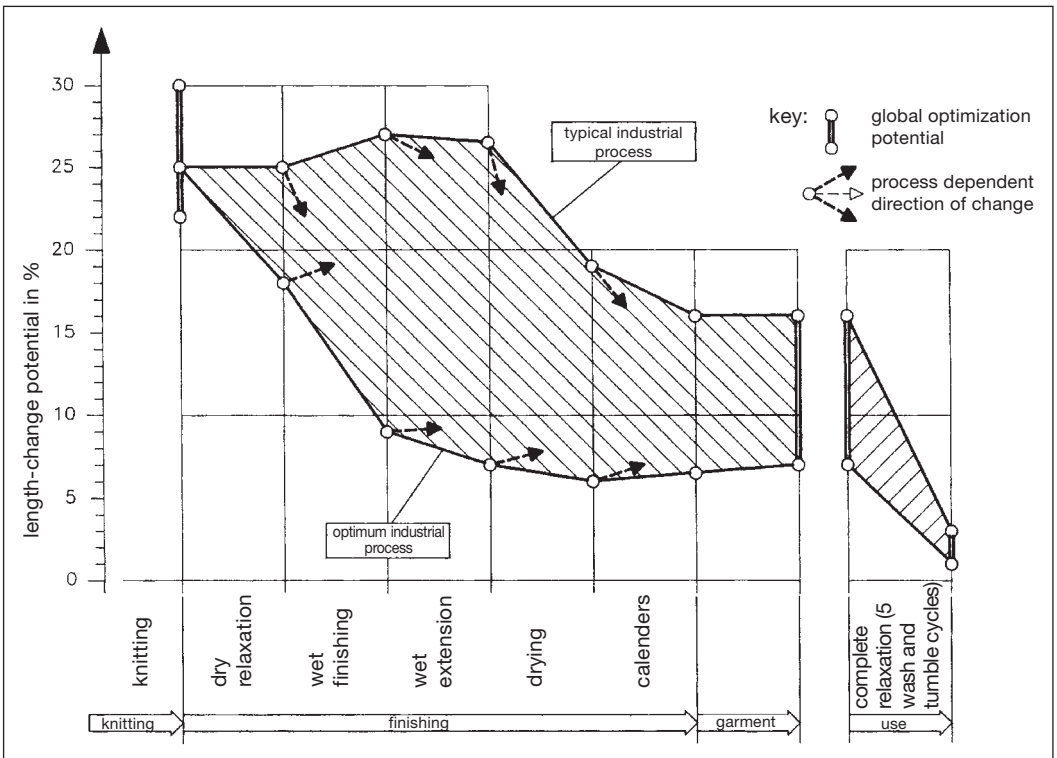 length-change potential in %
30
25
20
15
10
5
0
typical industrial
process
optimum industrial
process
key:
global optimization
potential
process dependent
direction of change
knitting
dry
relaxation
wet
finishing
wet
extension
drying
calenders
complete
relaxation (5
wash and
tumble cycles)
knitting
finishing
garment
use